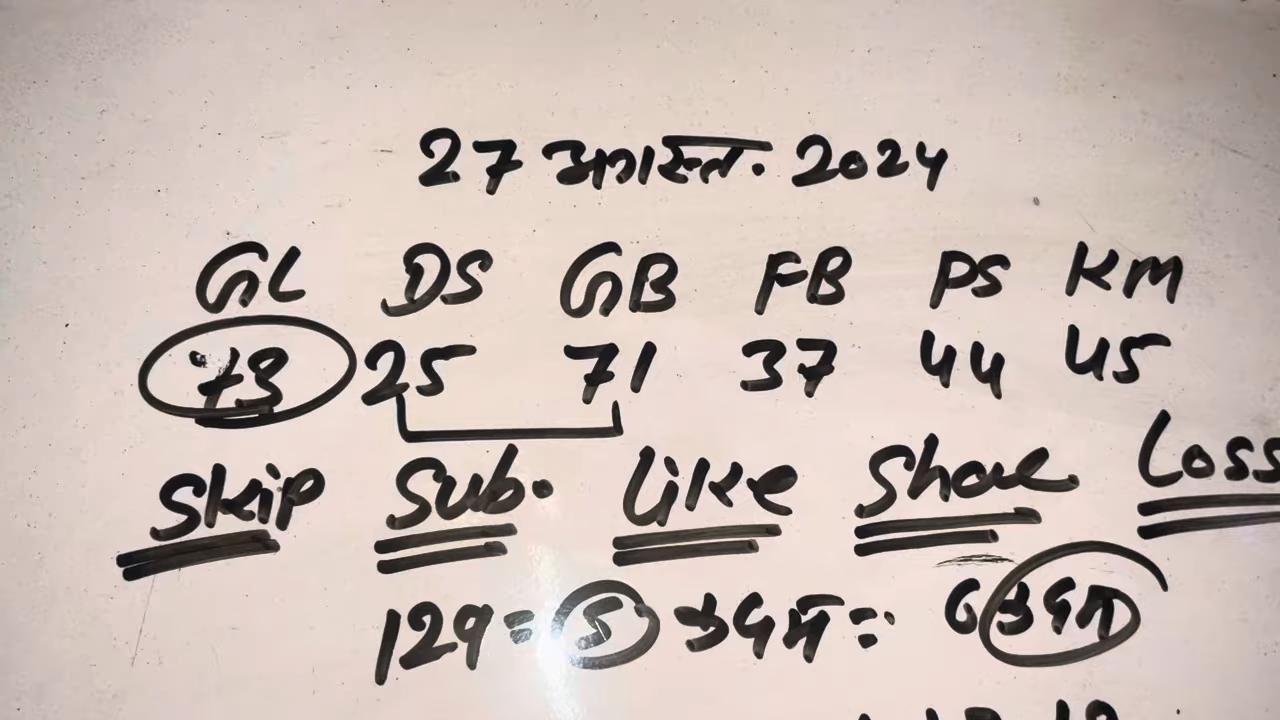 27 अगस्त. 2024
GL DS GB FB PS KM
73 25 71 37 44 45
Skip Sub. Like Share Loss
129 = 5